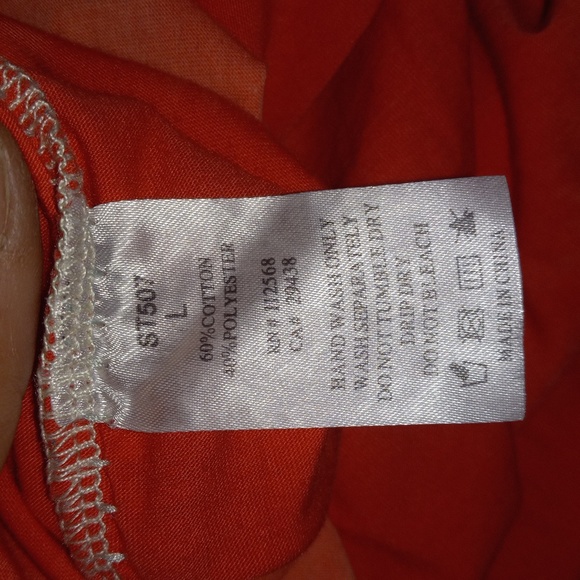 ST507
L
60%COTTON
40%POLYESTER
RN# 112568
CA# 29438
HAND WASH ONLY
WASH SEPARATELY
DO NOT TUMBLE DRY
DRIP DRY
DO NOT BLEACH
MADE IN CHINA